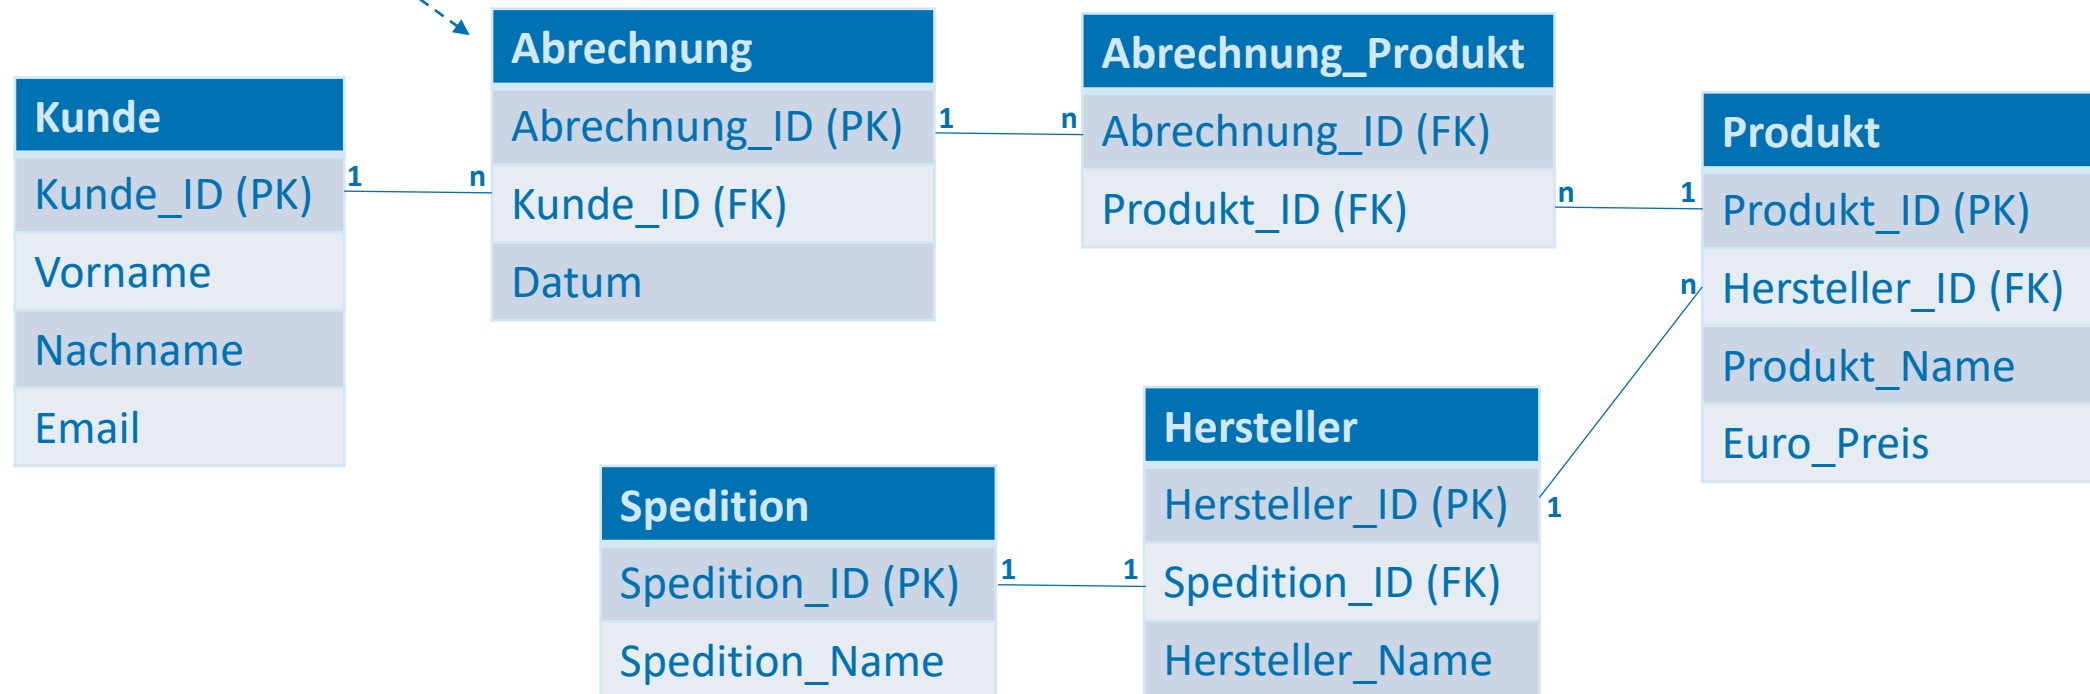 Kunde
Kunde_ID (PK)
Vorname
Nachname
Email
1
n
Abrechnung
Abrechnung_ID (PK)
Kunde_ID (FK)
Datum
1
n
Abrechnung_Produkt
Abrechnung_ID (FK)
Produkt_ID (FK)
n
1
Produkt
Produkt_ID (PK)
Hersteller_ID (FK)
Produkt_Name
Euro_Preis
n
1
Hersteller
Hersteller_ID (PK)
Spedition_ID (FK)
Hersteller_Name
1
1
Spedition
Spedition_ID (PK)
Spedition_Name